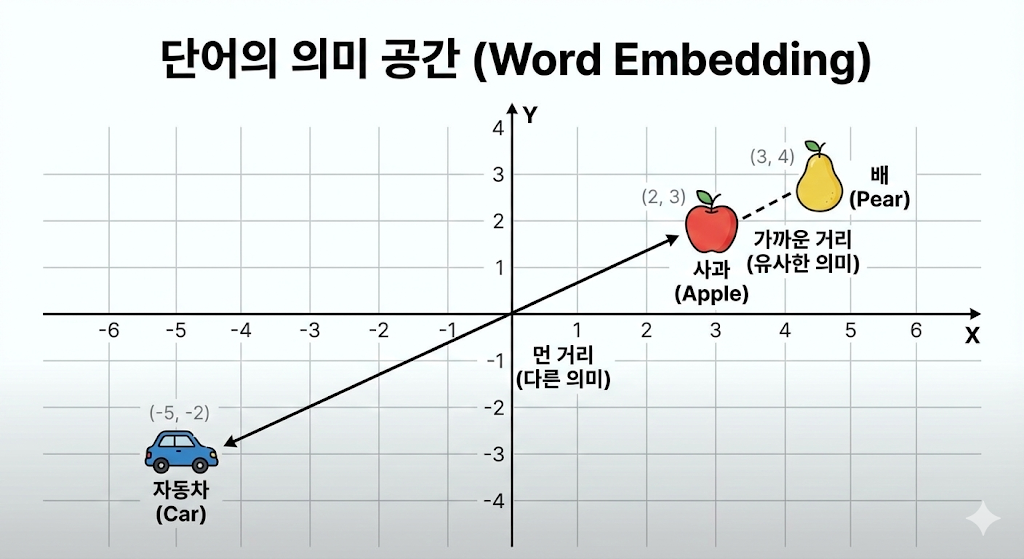 단어의 의미 공간 (Word Embedding)
Y
4
3
2
1
(3, 4)
배
(Pear)
(2, 3)
가까운 거리
(유사한 의미)
사과
(Apple)
-6 -5 -4 -3 -2 -1 1 2 3 4 5 6
X
먼 거리
(다른 의미)
-1
-2
-3
-4
(-5, -2)
자동차
(Car)